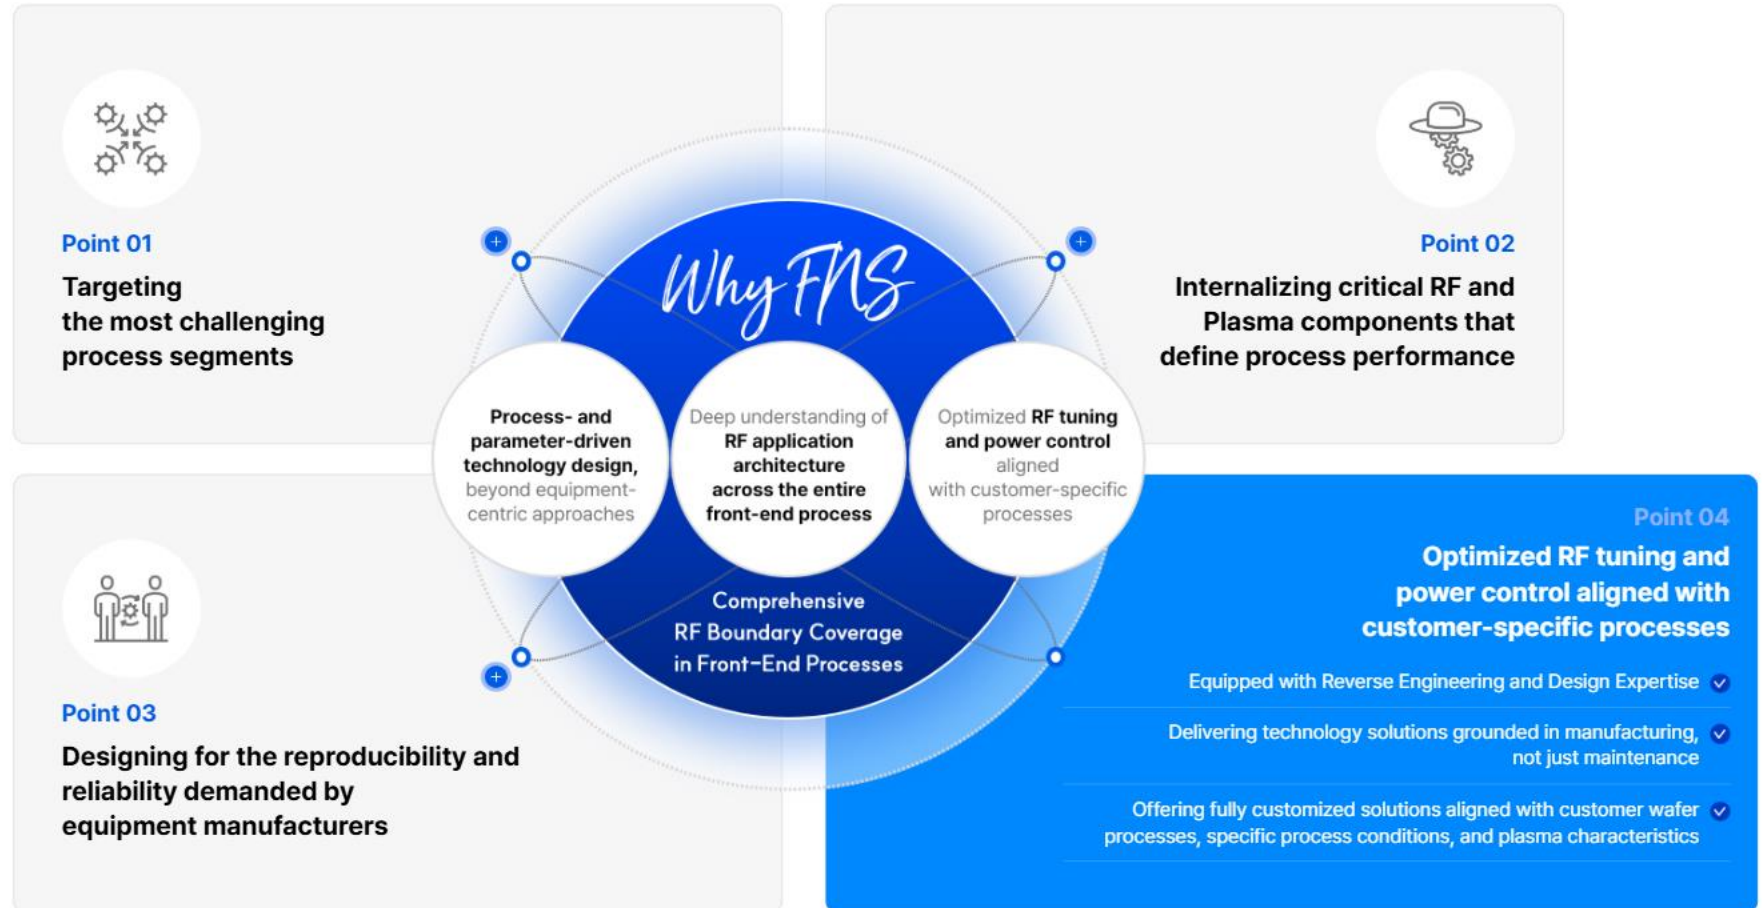 Point 01
Targeting
the most challenging
process segments
Point 02
Internalizing critical RF and
Plasma components that
define process performance
Why FNS
Process- and
parameter-driven
technology design,
beyond equipment-
centric approaches
Deep understanding of
RF application
architecture
across the entire
front-end process
Optimized RF tuning
and power control
aligned
with customer-specific
processes
Comprehensive
RF Boundary Coverage
in Front-End Processes
Point 03
Designing for the reproducibility and
reliability demanded by
equipment manufacturers
Point 04
Optimized RF tuning and
power control aligned with
customer-specific processes
Equipped with Reverse Engineering and Design Expertise
Delivering technology solutions grounded in manufacturing,
not just maintenance
Offering fully customized solutions aligned with customer wafer
processes, specific process conditions, and plasma characteristics